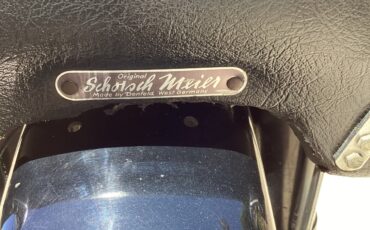 Original
Schorsch Meier
Made by Denfeld West Germany